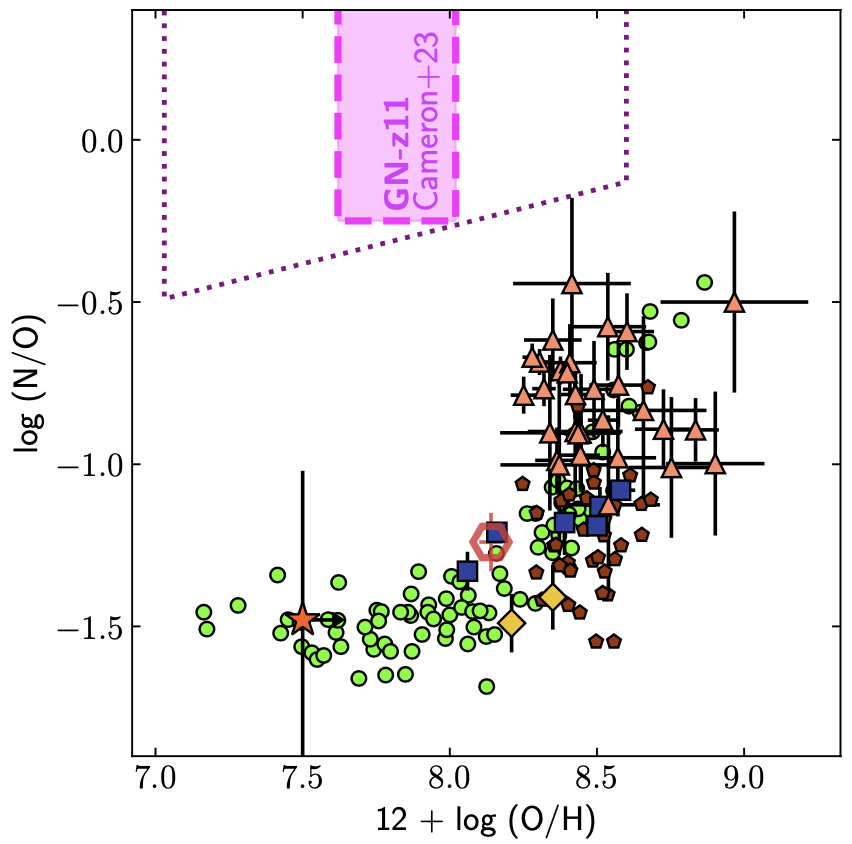 GN-z11
Cameron+23
0.0
−0.5
−1.0
−1.5
log (N/O)
7.0 7.5 8.0 8.5 9.0
12 + log (O/H)